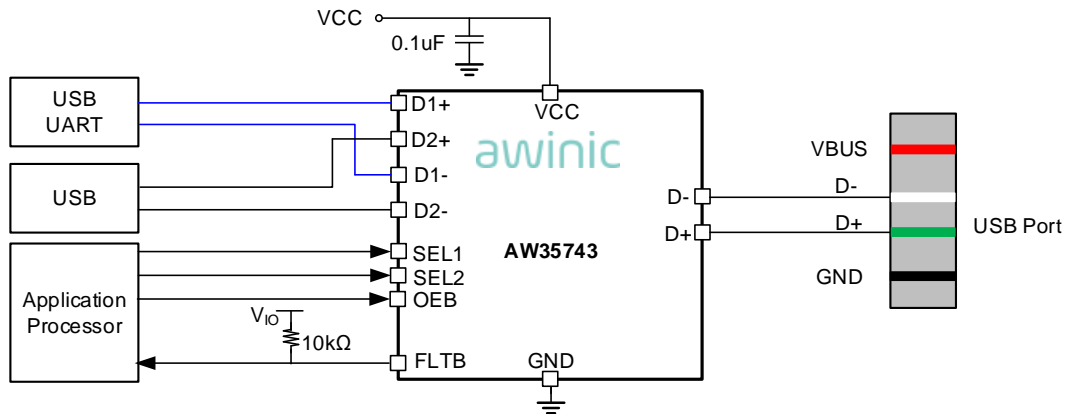 VCC
0.1uF
USB
UART
D1+
VCC
D2+
awinic
D1-
USB
D2-
VBUS
D-
D-
D+
D+
USB Port
GND
SEL1
AW35743
SEL2
Application
Processor
OEB
VIO
10kΩ
FLTB
GND